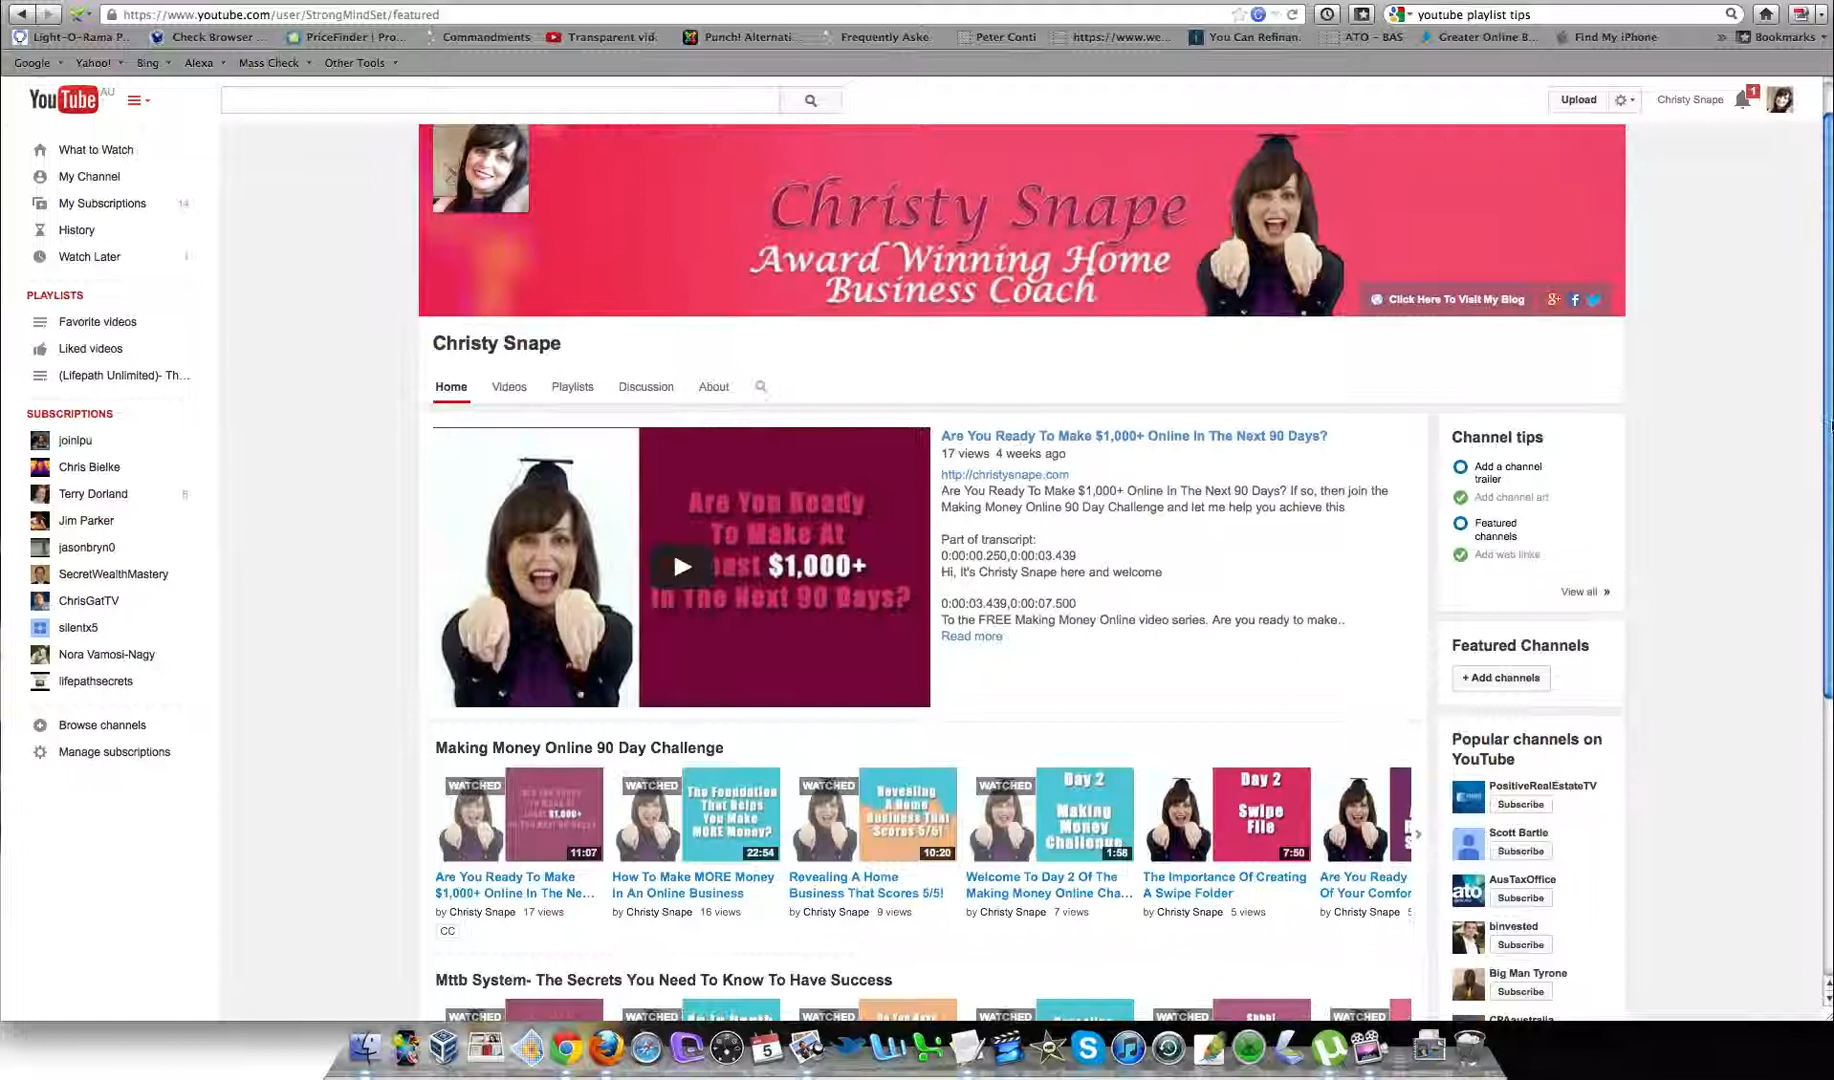 https://www.youtube.com/user/StrongMindSet/featured
youtube playlist tips
Light-O-Rama P...
Check Browser ...
PriceFinder | Pro...
Commandments
Transparent vid.
Punch! Alternati...
Frequently Aske
Peter Conti
https://www.we...
You Can Refinan.
ATO – BAS
Greater Online B...
Find My iPhone
»
Bookmarks
Google
Yahoo!
Bing
Alexa
Mass Check
Other Tools
YouTube AU
Upload
Christy Snape
1
What to Watch
My Channel
My Subscriptions 14
History
Watch Later
PLAYLISTS
Favorite videos
Liked videos
(Lifepath Unlimited)- Th...
SUBSCRIPTIONS
joinlpu
Chris Bielke
Terry Dorland
Jim Parker
jasonbryn0
SecretWealthMastery
ChrisGatTV
silentx5
Nora Vamosi-Nagy
lifepathsecrets
Browse channels
Manage subscriptions
Christy Snape
Award Winning Home
Business Coach
Click Here To Visit My Blog
Christy Snape
Home
Videos
Playlists
Discussion
About
Are You Ready
To Make At
$1,000+
In The Next 90 Days?
Are You Ready To Make $1,000+ Online In The Next 90 Days?
17 views 4 weeks ago
http://christysnape.com
Are You Ready To Make $1,000+ Online In The Next 90 Days? If so, then join the
Making Money Online 90 Day Challenge and let me help you achieve this
Part of transcript:
0:00:00.250,0:00:03.439
Hi, it's Christy Snape here and welcome
0:00:03.439,0:00:07.500
To the FREE Making Money Online video series. Are you ready to make..
Read more
Channel tips
Add a channel
trailer
Add channel art
Featured
channels
Add web links
View all »
Featured Channels
+ Add channels
Popular channels on
YouTube
PositiveRealEstateTV
Subscribe
Scott Bartle
Subscribe
AusTaxOffice
ato
Subscribe
binvested
Subscribe
Big Man Tyrone
Subscribe
CPAaustralia
Making Money Online 90 Day Challenge
WATCHED
$1,000+
11:07
Are You Ready To Make
$1,000+ Online In The Ne...
by Christy Snape 17 views
CC
WATCHED
The Foundation
That Helps
You Make
MORE Money?
22:54
How To Make MORE Money
In An Online Business
by Christy Snape 16 views
WATCHED
Revealing
A Home
Business That
Scores 5/5!
10:20
Revealing A Home
Business That Scores 5/5!
by Christy Snape 9 views
WATCHED
Day 2
Making
Money
Challenge
1:58
Welcome To Day 2 Of The
Making Money Online Cha...
by Christy Snape 7 views
Day 2
Swipe
File
7:50
The Importance Of Creating
A Swipe Folder
by Christy Snape 5 views
Are You Ready
Of Your Comfor
by Christy Snape
Mttb System- The Secrets You Need To Know To Have Success
WATCHED
WATCHED
WATCHED
WATCHED
WATCHED
WATCHED
5